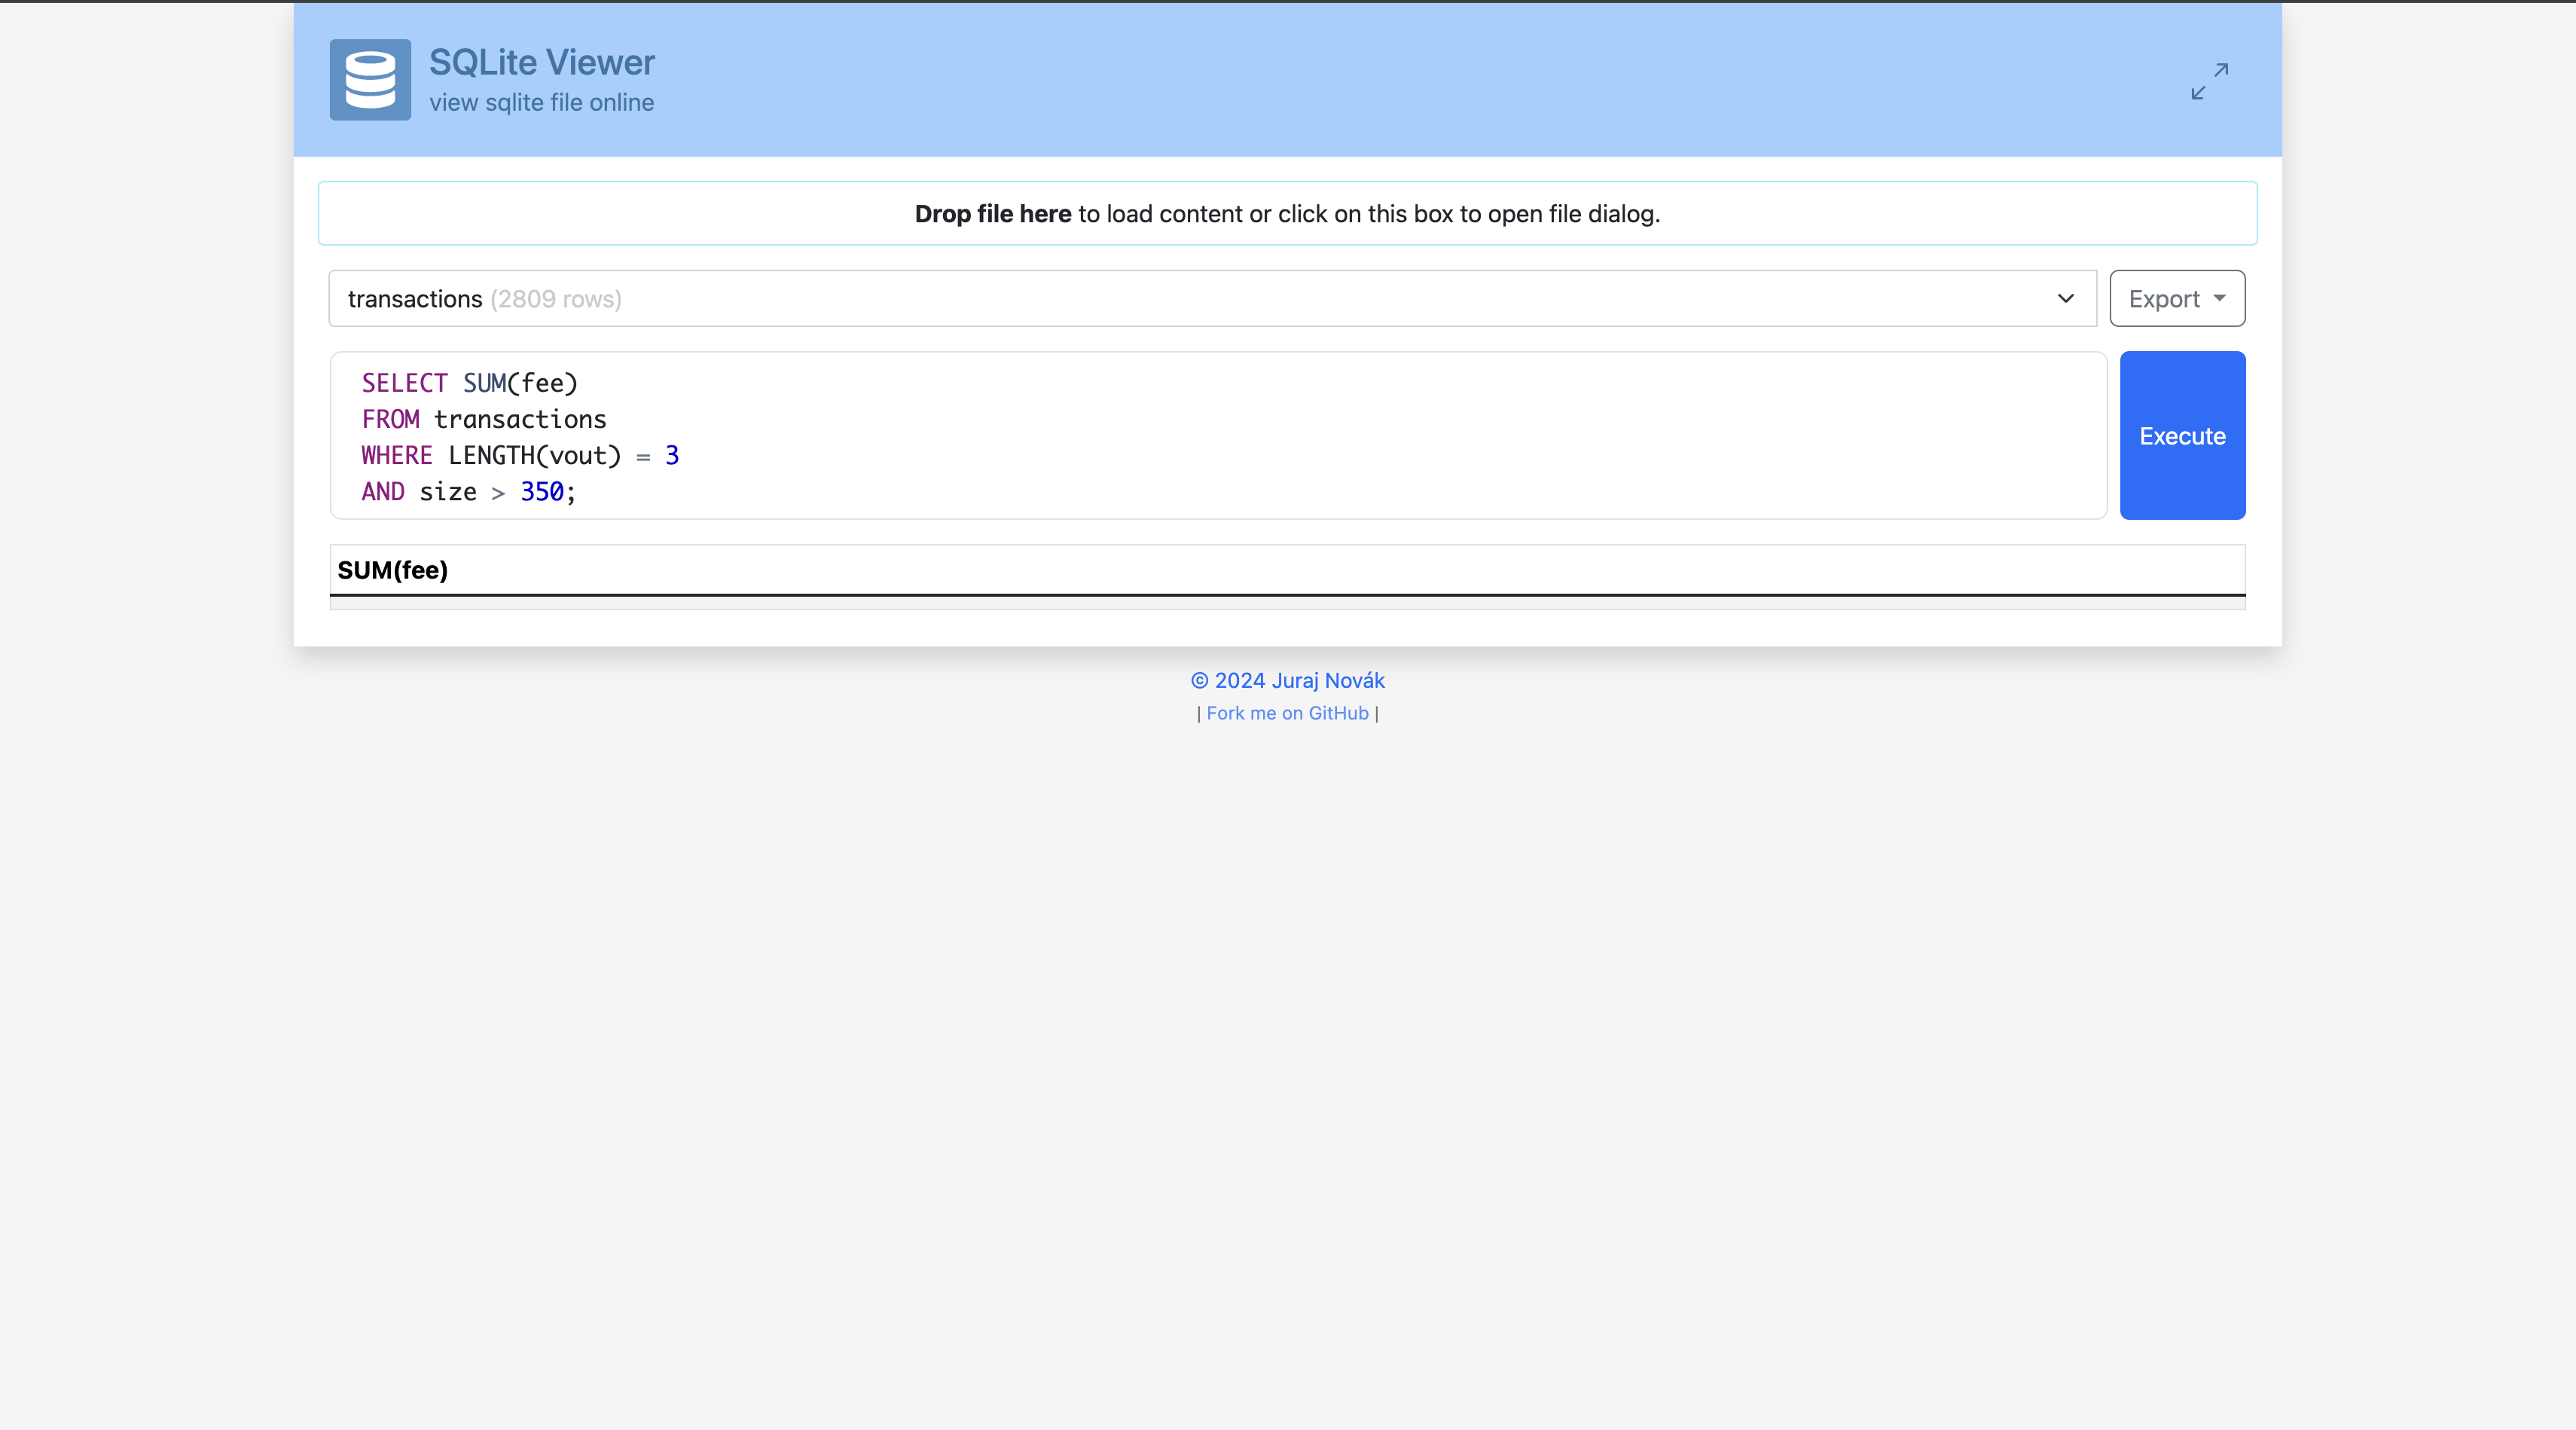 SQLite Viewer
view sqlite file online
Drop file here to load content or click on this box to open file dialog.
transactions (2809 rows)
Export
SELECT SUM(fee)
FROM transactions
WHERE LENGTH(vout) = 3
AND size > 350;
Execute
SUM(fee)
© 2024 Juraj Novák
| Fork me on GitHub |